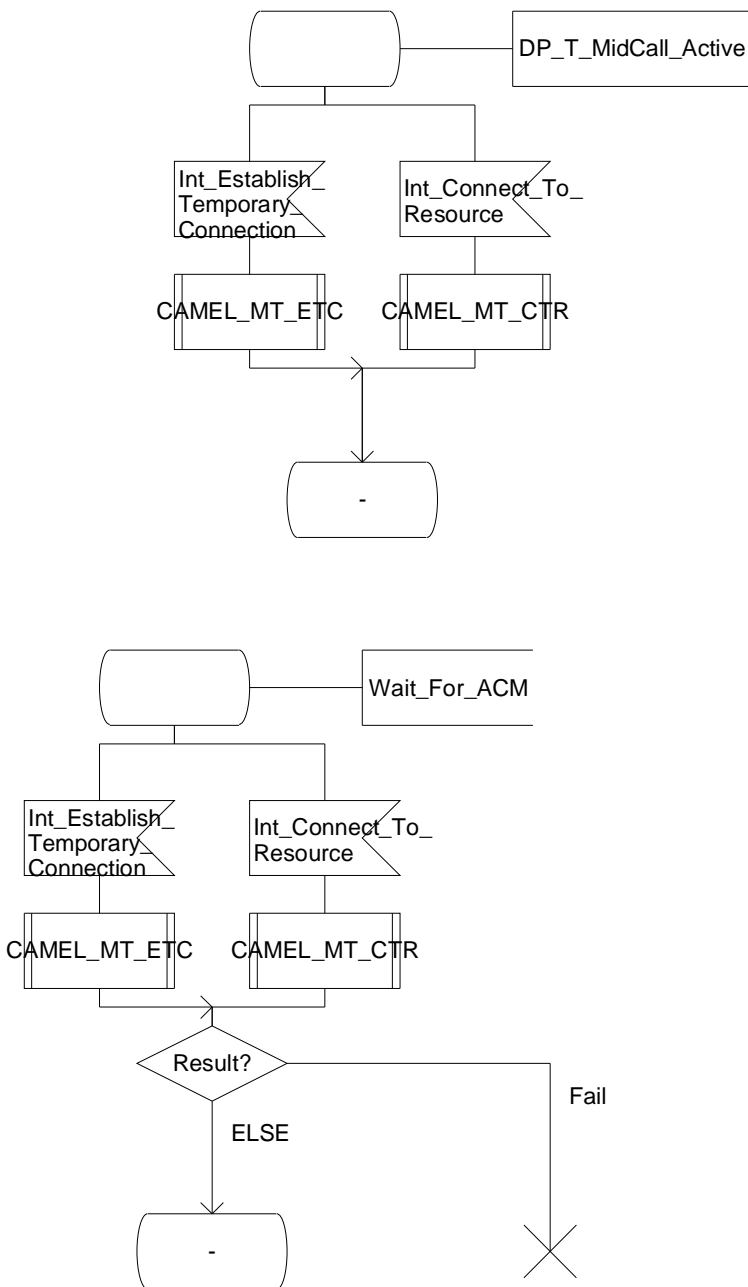 DP_T_MidCall_Active
Int_Establish_
Temporary_
Connection
Int_Connect_To_
Resource
CAMEL_MT_ETC
CAMEL_MT_CTR
-
Wait_For_ACM
Int_Establish_
Temporary_
Connection
Int_Connect_To_
Resource
CAMEL_MT_ETC
CAMEL_MT_CTR
Result?
Fail
ELSE
-